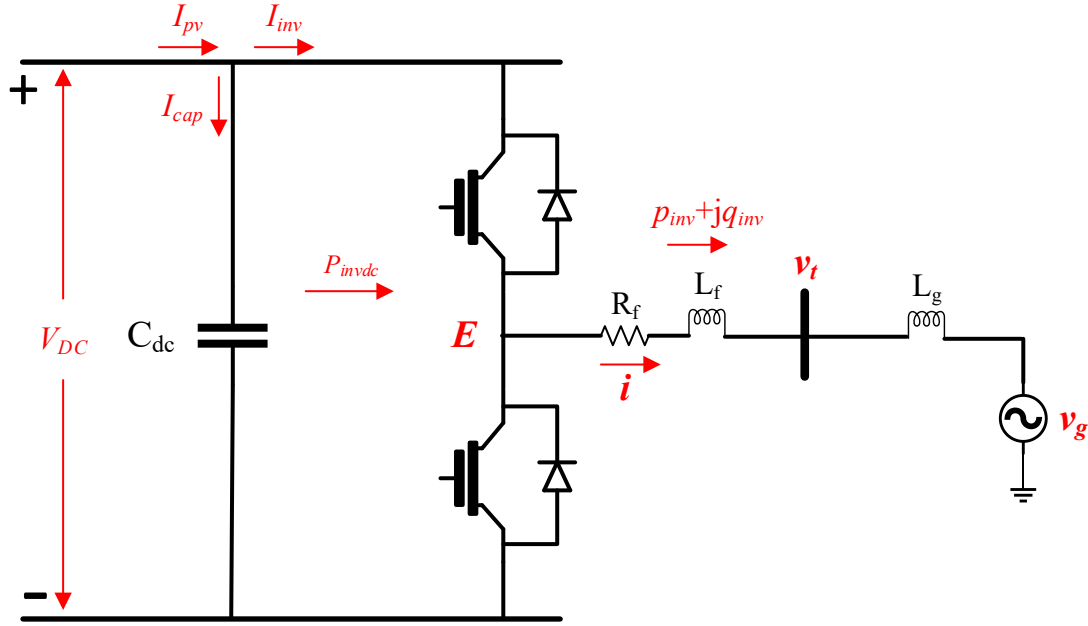 I_pv
I_inv
+
I_cap
p_inv+jq_inv
P_invdc
v_t
L_f
L_g
R_f
V_DC
C_dc
E
i
v_g
-